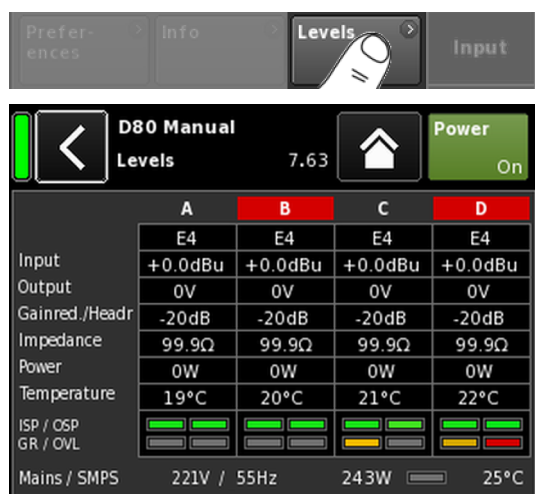 Prefer- Info Levels Input
ences
D80 Manual Power
Levels 7.63 On
A B C D
E4 E4 E4 E4
Input +0.0dBu +0.0dBu +0.0dBu +0.0dBu
Output 0V 0V 0V 0V
Gainred./Headr -20dB -20dB -20dB -20dB
Impedance 99.9Ω 99.9Ω 99.9Ω 99.9Ω
Power 0W 0W 0W 0W
Temperature 19°C 20°C 21°C 22°C
ISP / OSP
GR / OVL
Mains / SMPS 221V / 55Hz 243W 25°C